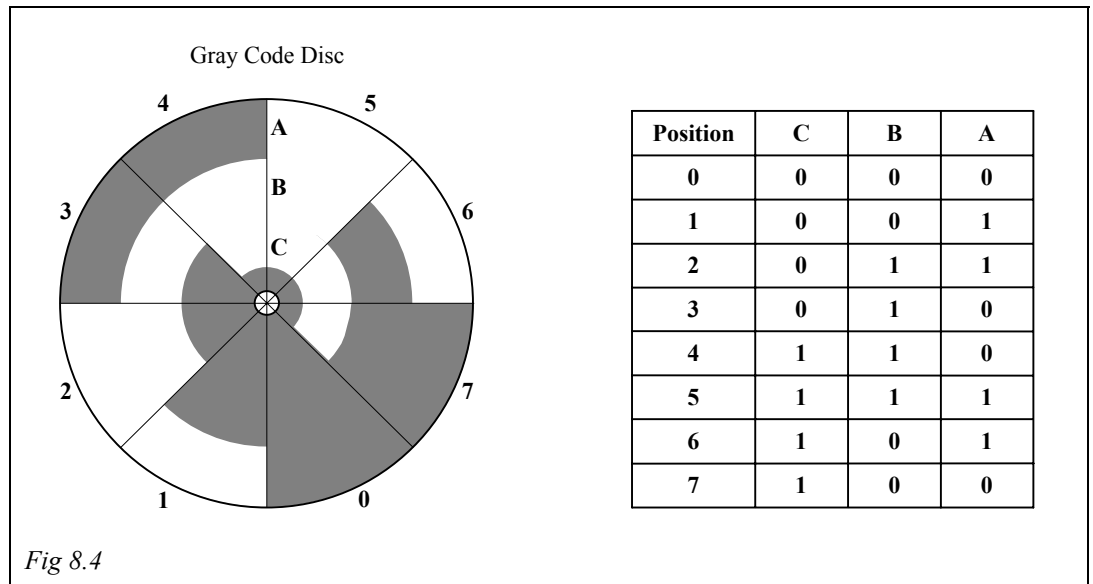 Gray Code Disc
4
5
A
3
B
6
C
2
7
1
0
Position C B A
0 0 0 0
1 0 0 1
2 0 1 1
3 0 1 0
4 1 1 0
5 1 1 1
6 1 0 1
7 1 0 0
Fig 8.4